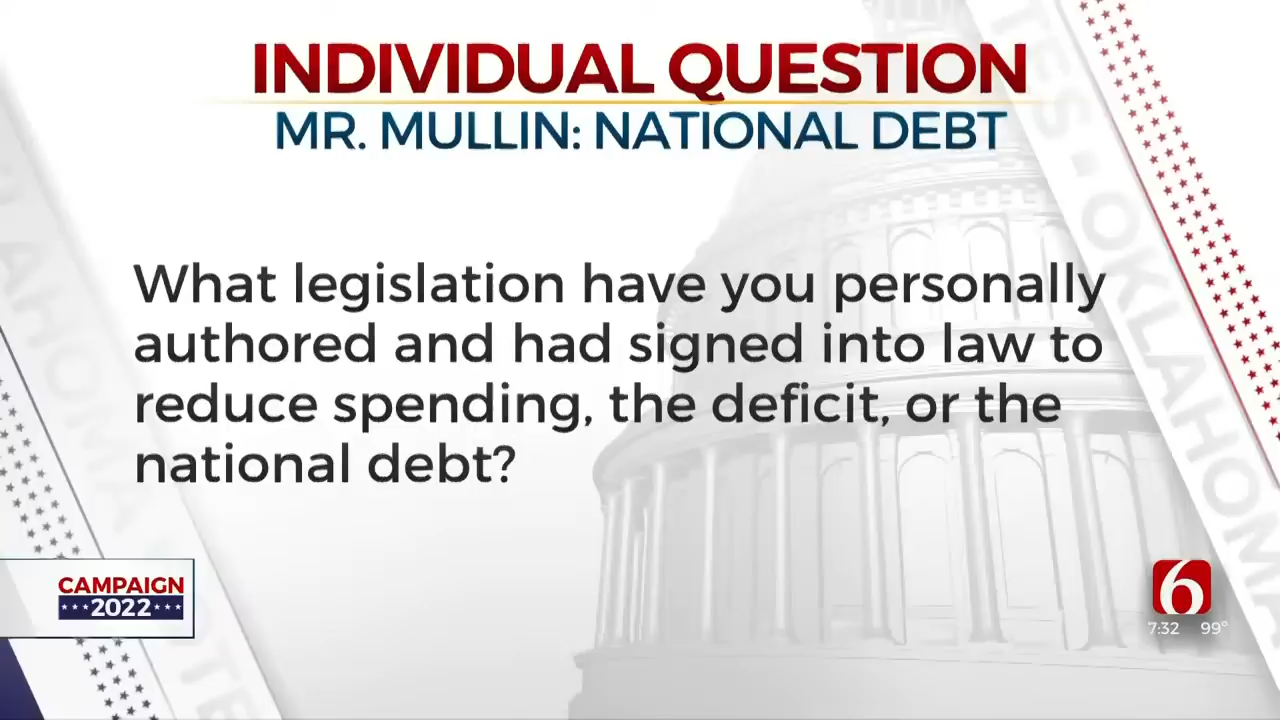 INDIVIDUAL QUESTION
MR. MULLIN: NATIONAL DEBT
What legislation have you personally
authored and had signed into law to
reduce spending, the deficit, or the
national debt?
CAMPAIGN
2022
6
7:32 99°
OKLAHOMA